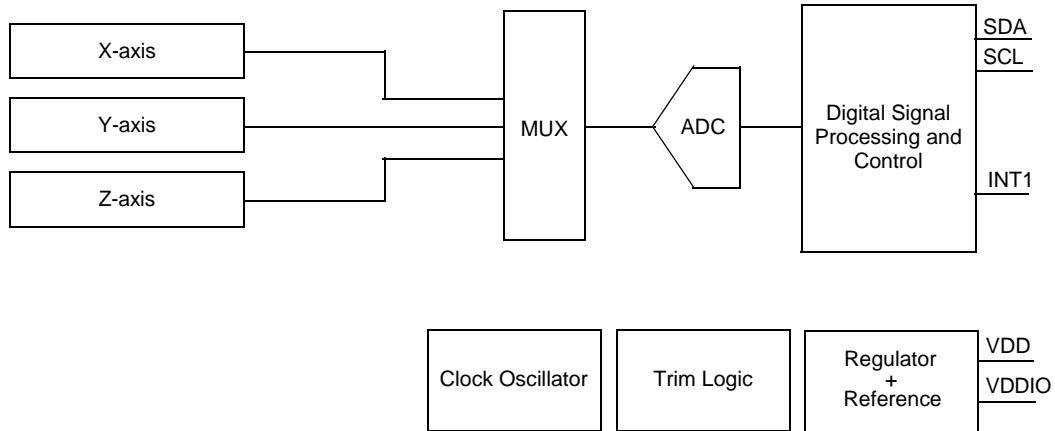 X-axis
Y-axis
Z-axis
MUX
ADC
Digital Signal
Processing and
Control
SDA
SCL
INT1
Clock Oscillator
Trim Logic
Regulator
+
Reference
VDD
VDDIO